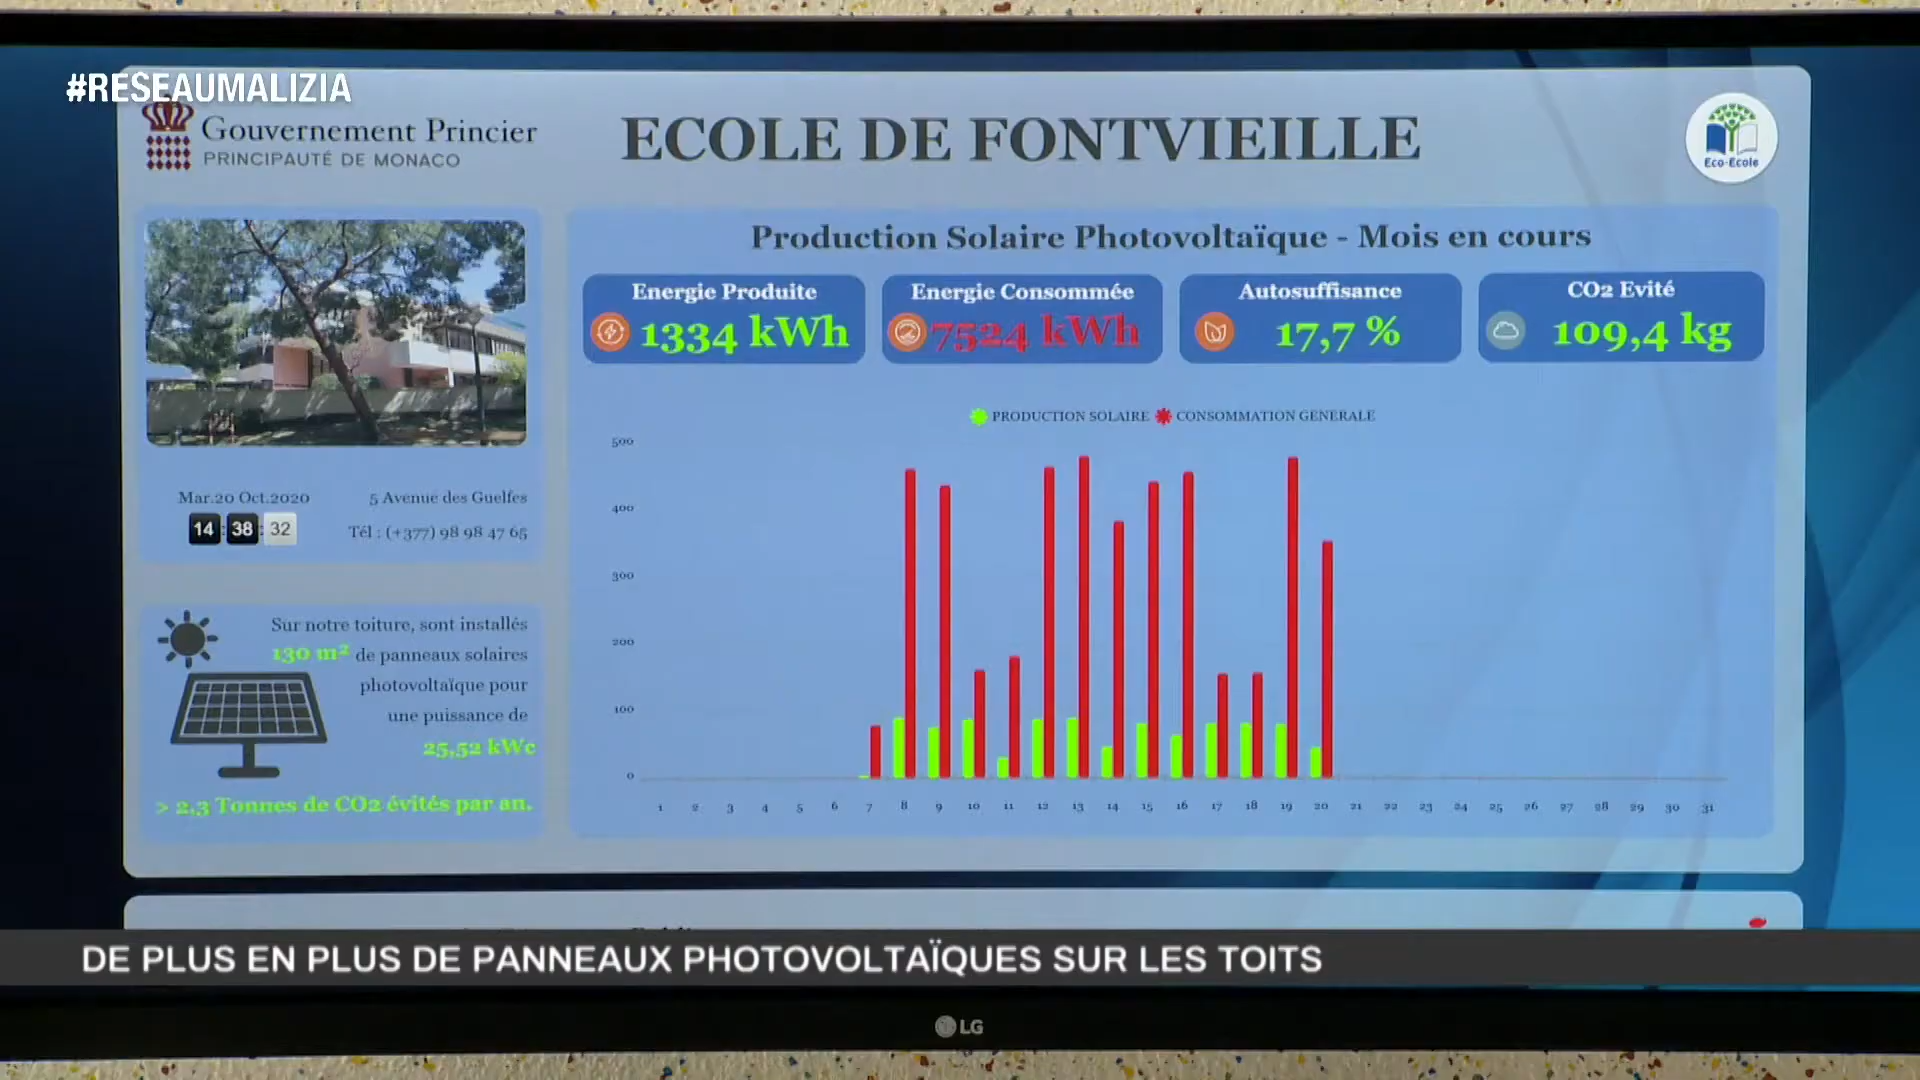 #RESEAUMALIZIA
Gouvernement Princier
PRINCIPAUTÉ DE MONACO
ECOLE DE FONTVIEILLE
Eco-Ecole
Production Solaire Photovoltaïque - Mois en cours
Energie Produite
1334 kWh
Energie Consommée
7524 kWh
Autosuffisance
17,7 %
CO2 Evité
109,4 kg
PRODUCTION SOLAIRE CONSOMMATION GENERALE
500
400
300
200
100
0
1 2 3 4 5 6 7 8 9 10 11 12 13 14 15 16 17 18 19 20 21 22 23 24 25 26 27 28 29 30 31
Mar.20 Oct.2020
14 : 38 : 32
5 Avenue des Guelfes
Tél : (+377) 98 98 47 65
Sur notre toiture, sont installés
130 m² de panneaux solaires
photovoltaïque pour
une puissance de
25,52 kWc
> 2,3 Tonnes de CO2 évités par an.
DE PLUS EN PLUS DE PANNEAUX PHOTOVOLTAÏQUES SUR LES TOITS
LG